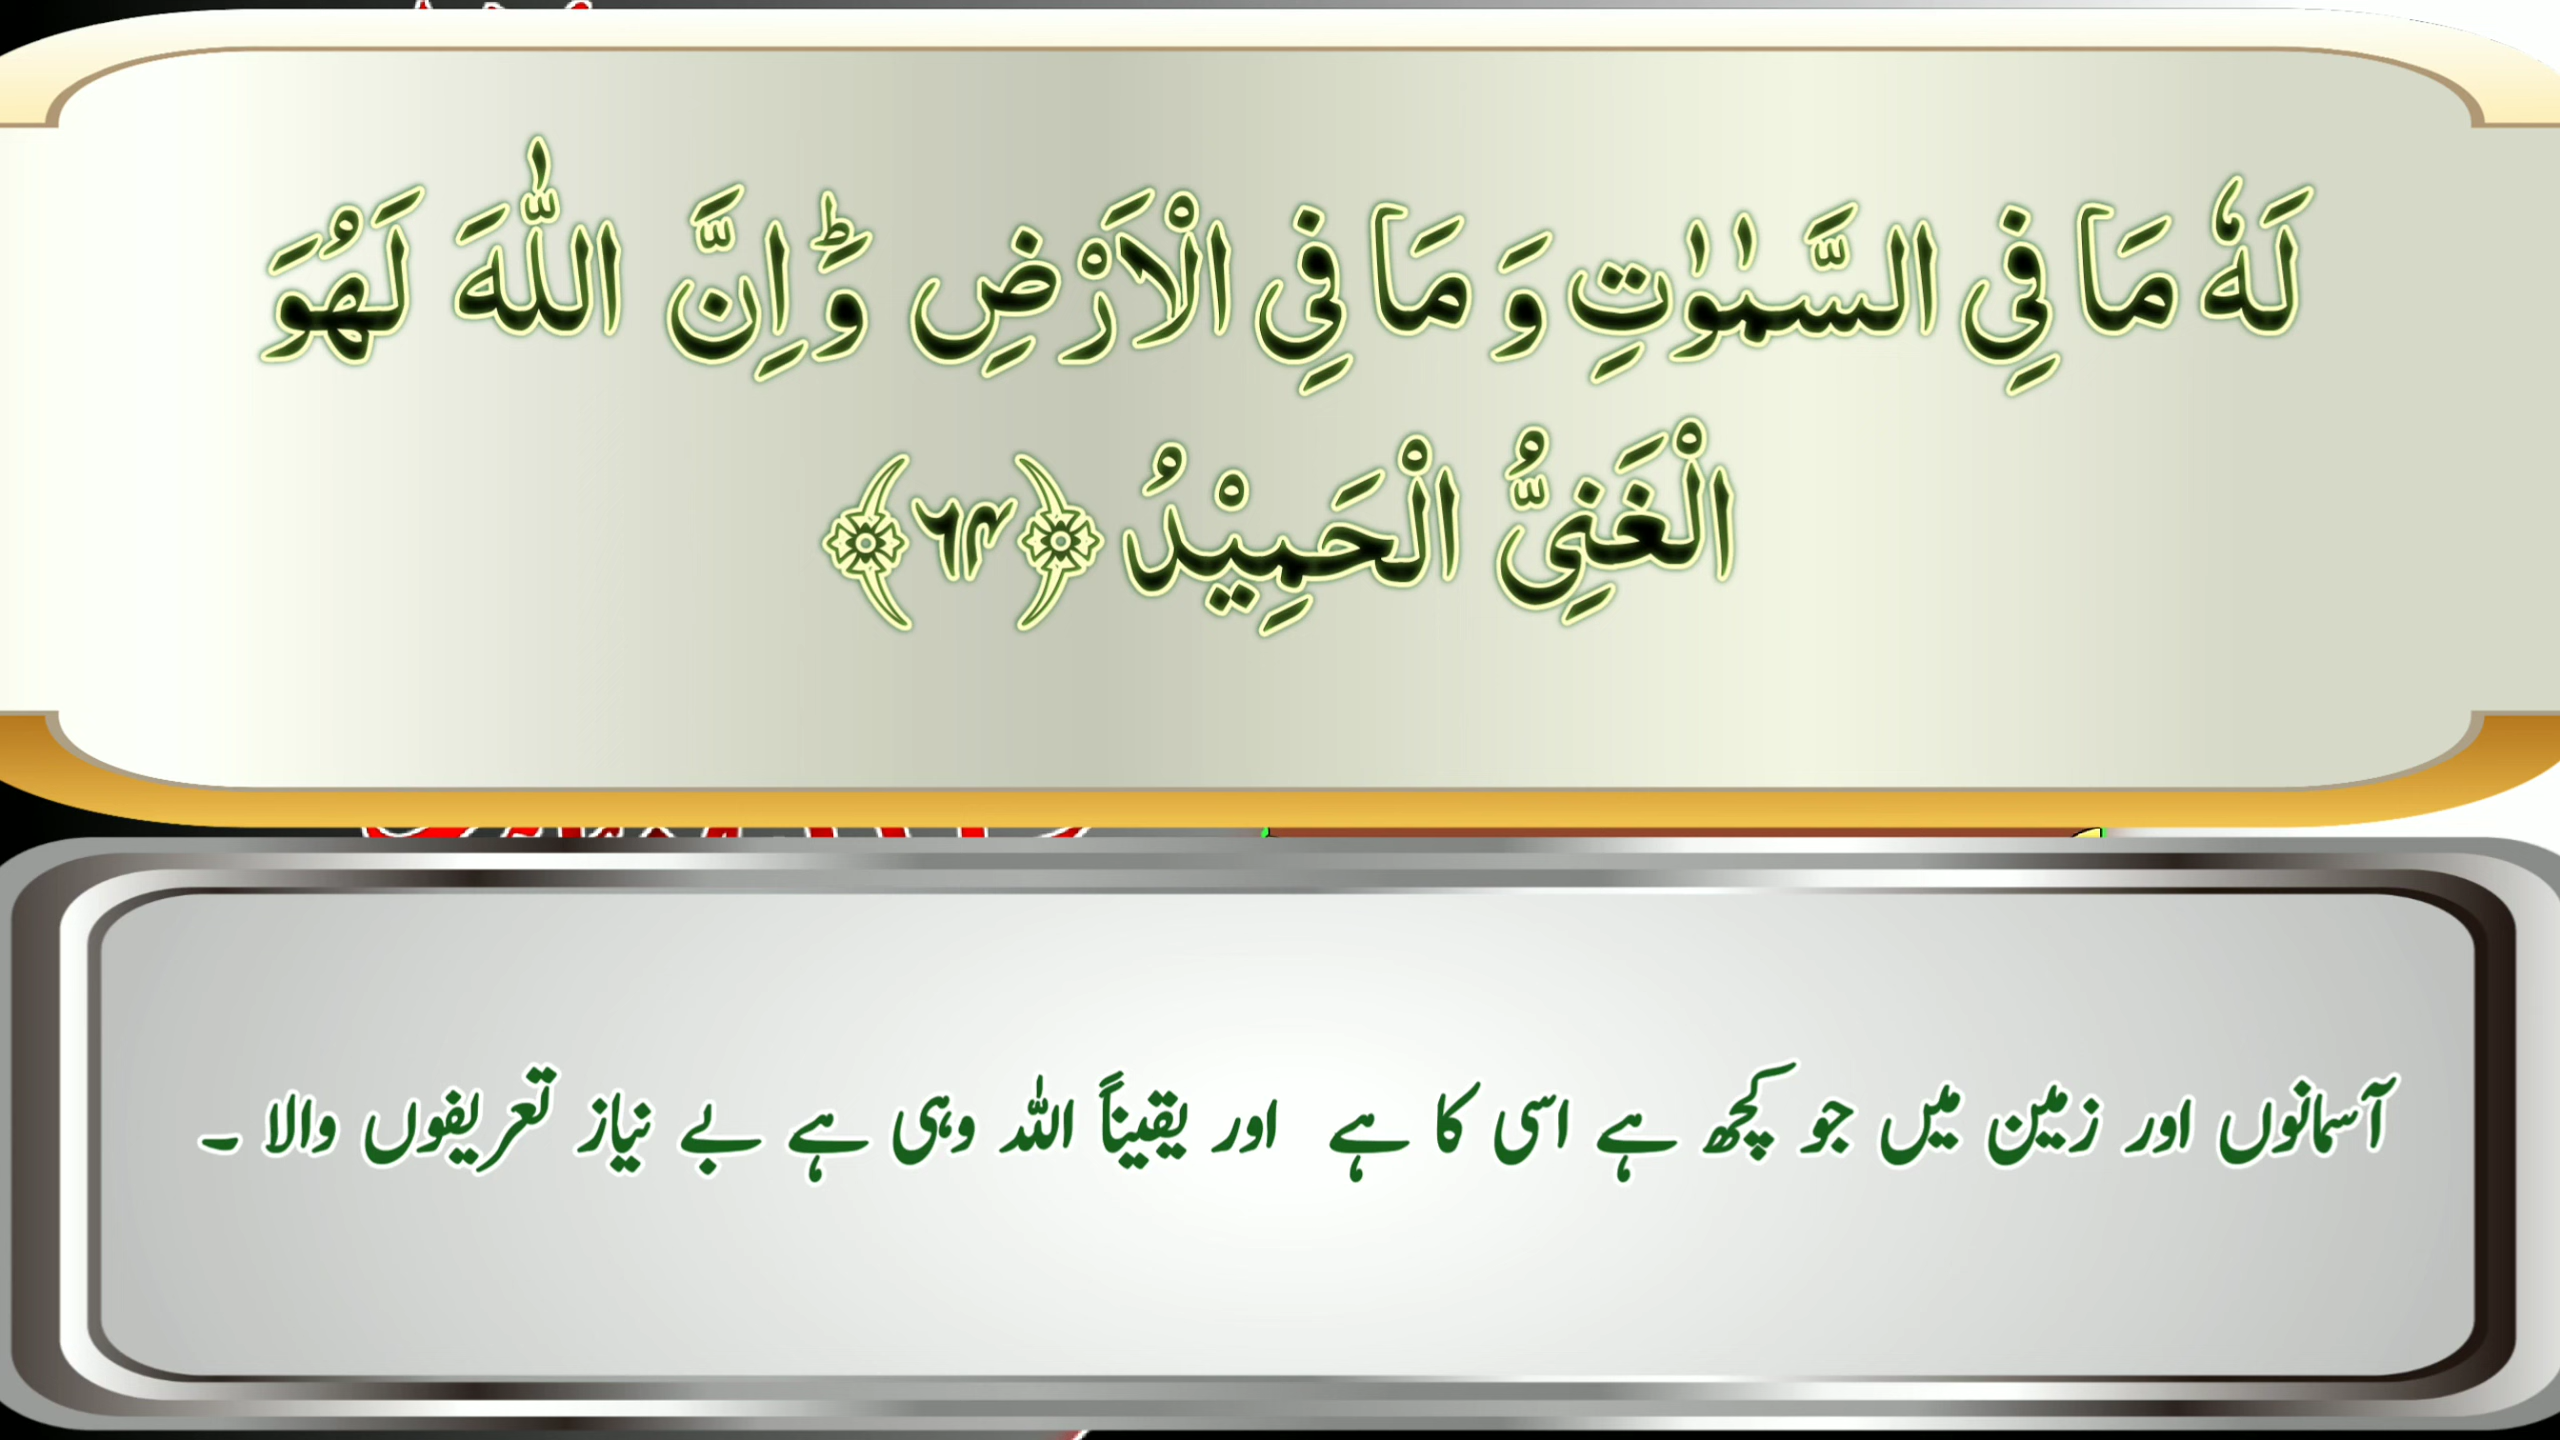 لَهٗ مَا فِی السَّمٰوٰتِ وَ مَا فِی الْاَرْضِ ؕ وَ اِنَّ اللّٰهَ لَهُوَ
الْغَنِیُّ الْحَمِیْدُ ﴿۶۴﴾
آسمانوں اور زمین میں جو کچھ ہے اسی کا ہے اور یقیناً اللہ وہی ہے بے نیاز تعریفوں والا ۔